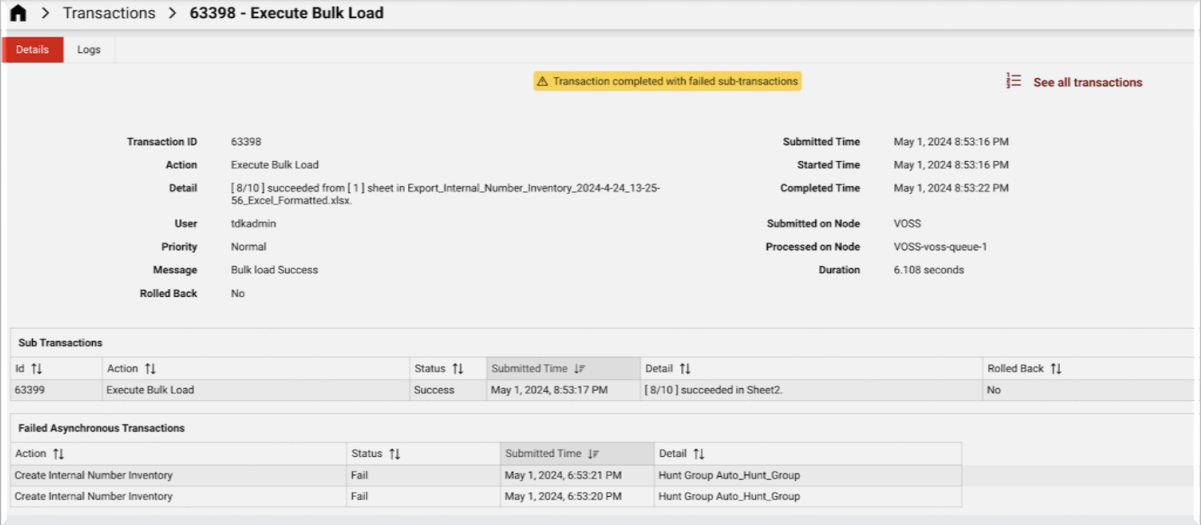 Transactions 63398 - Execute Bulk Load
Details Logs
Transaction completed with failed sub-transactions
See all transactions
Transaction ID 63398
Action Execute Bulk Load
Detail [ 8/10 ] succeeded from [ 1 ] sheet in Export_Internal_Number_Inventory_2024-4-24_13-25-
56_Excel_Formatted.xlsx.
User tdkadmin
Priority Normal
Message Bulk load Success
Rolled Back No
Submitted Time May 1, 2024 8:53:16 PM
Started Time May 1, 2024 8:53:16 PM
Completed Time May 1, 2024 8:53:22 PM
Submitted on Node VOSS
Processed on Node VOSS-voss-queue-1
Duration 6.108 seconds
Sub Transactions
Id Action Status Submitted Time Detail Rolled Back
63399 Execute Bulk Load Success May 1, 2024, 8:53:17 PM [ 8/10 ] succeeded in Sheet2. No
Failed Asynchronous Transactions
Action Status Submitted Time Detail
Create Internal Number Inventory Fail May 1, 2024, 6:53:21 PM Hunt Group Auto_Hunt_Group
Create Internal Number Inventory Fail May 1, 2024, 6:53:20 PM Hunt Group Auto_Hunt_Group